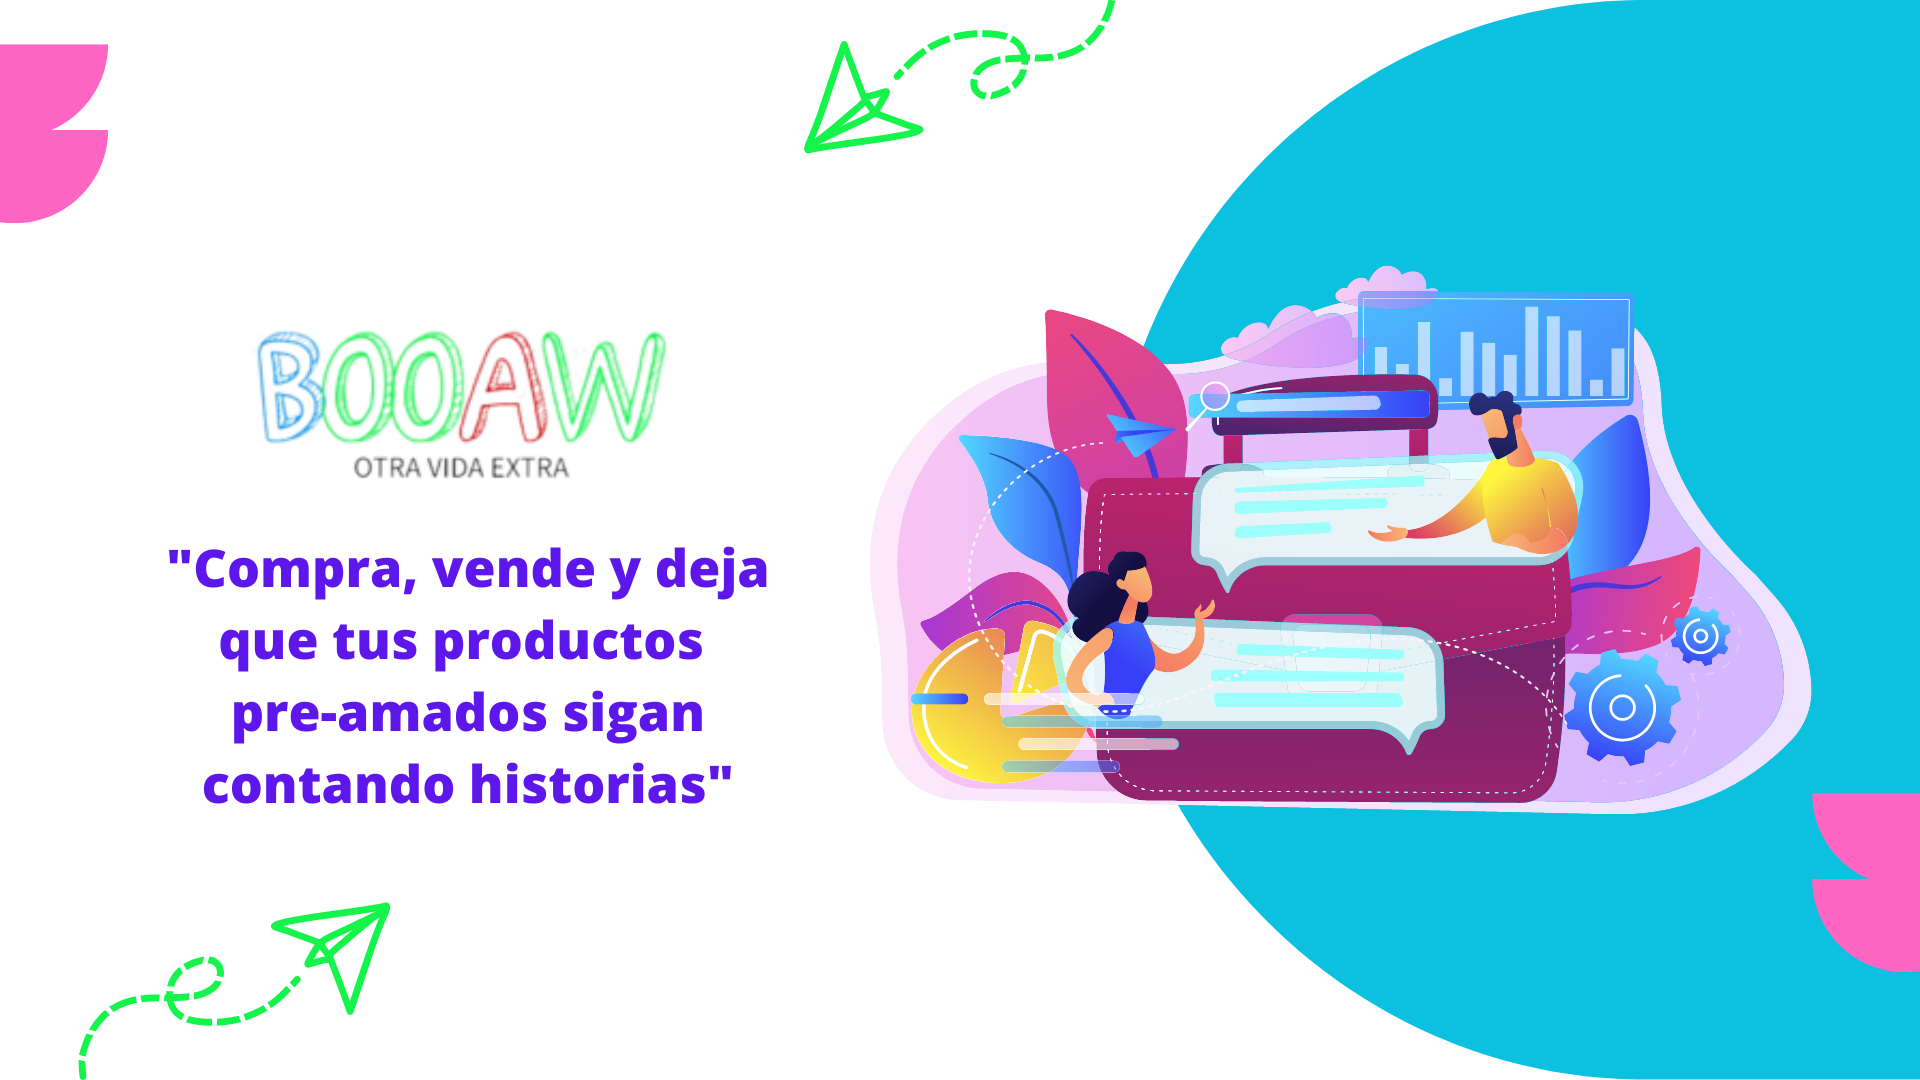 BOOAW
OTRA VIDA EXTRA
"Compra, vende y deja
que tus productos
pre-amados sigan
contando historias"